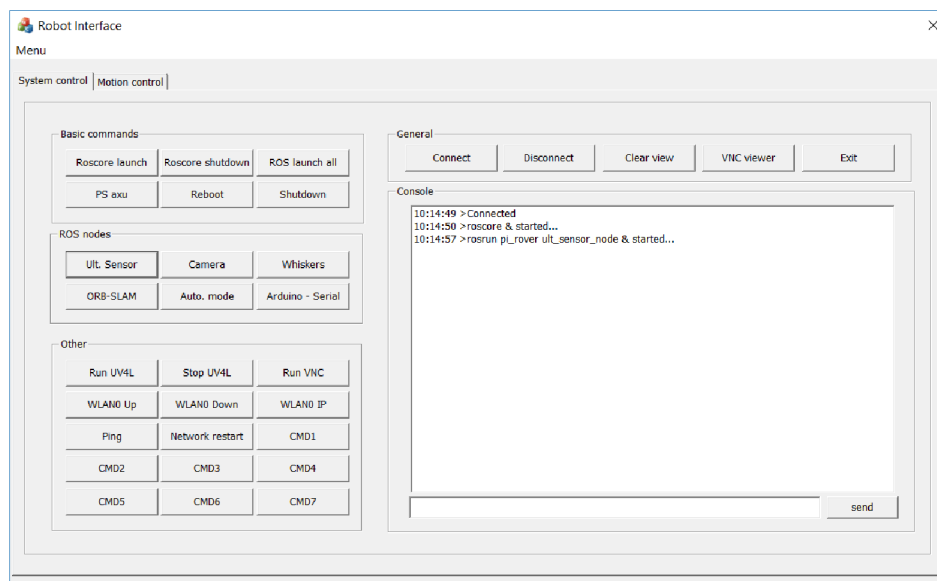 Robot Interface
Menu
System control Motion control
Basic commands
Roscore launch Roscore shutdown ROS launch all
PS axu Reboot Shutdown
ROS nodes
Ult. Sensor Camera Whiskers
ORB-SLAM Auto. mode Arduino - Serial
Other
Run UV4L Stop UV4L Run VNC
WLAN0 Up WLAN0 Down WLAN0 IP
Ping Network restart CMD1
CMD2 CMD3 CMD4
CMD5 CMD6 CMD7
General
Connect Disconnect Clear view VNC viewer Exit
Console
10:14:49 >Connected
10:14:50 >roscore & started...
10:14:57 >rosrun pi_rover ult_sensor_node & started...
send